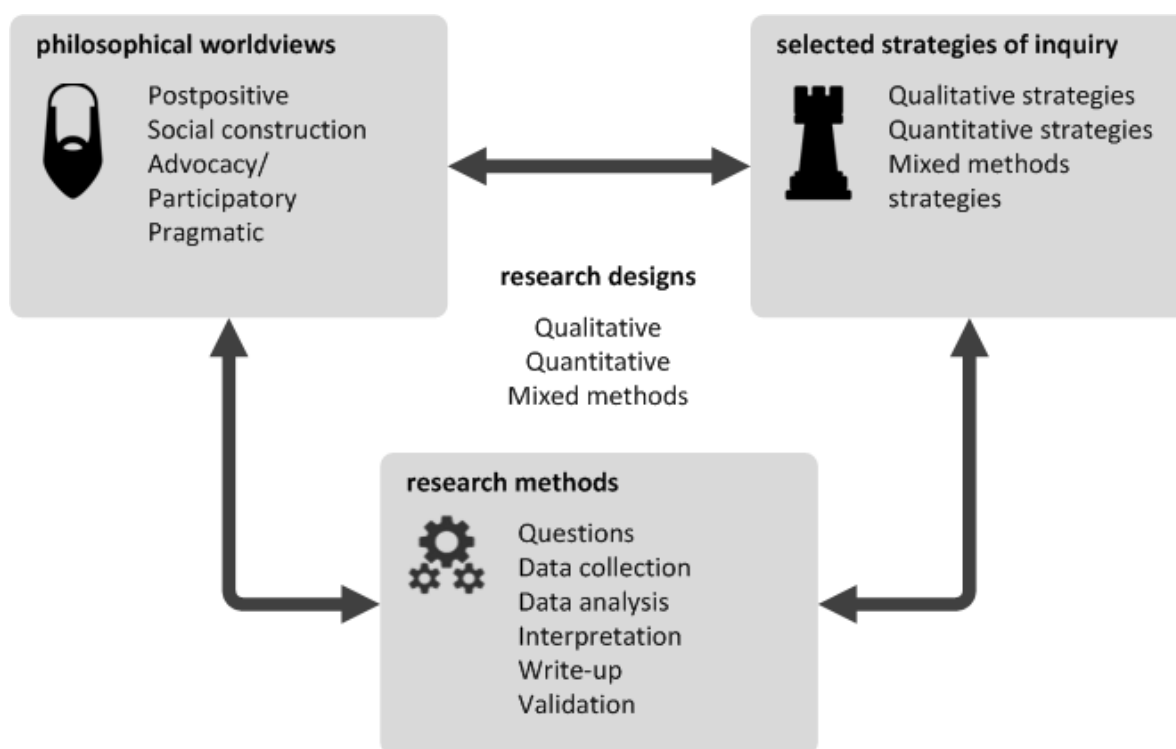 philosophical worldviews
Postpositive
Social construction
Advocacy/
Participatory
Pragmatic
selected strategies of inquiry
Qualitative strategies
Quantitative strategies
Mixed methods
strategies
research designs
Qualitative
Quantitative
Mixed methods
research methods
Questions
Data collection
Data analysis
Interpretation
Write-up
Validation